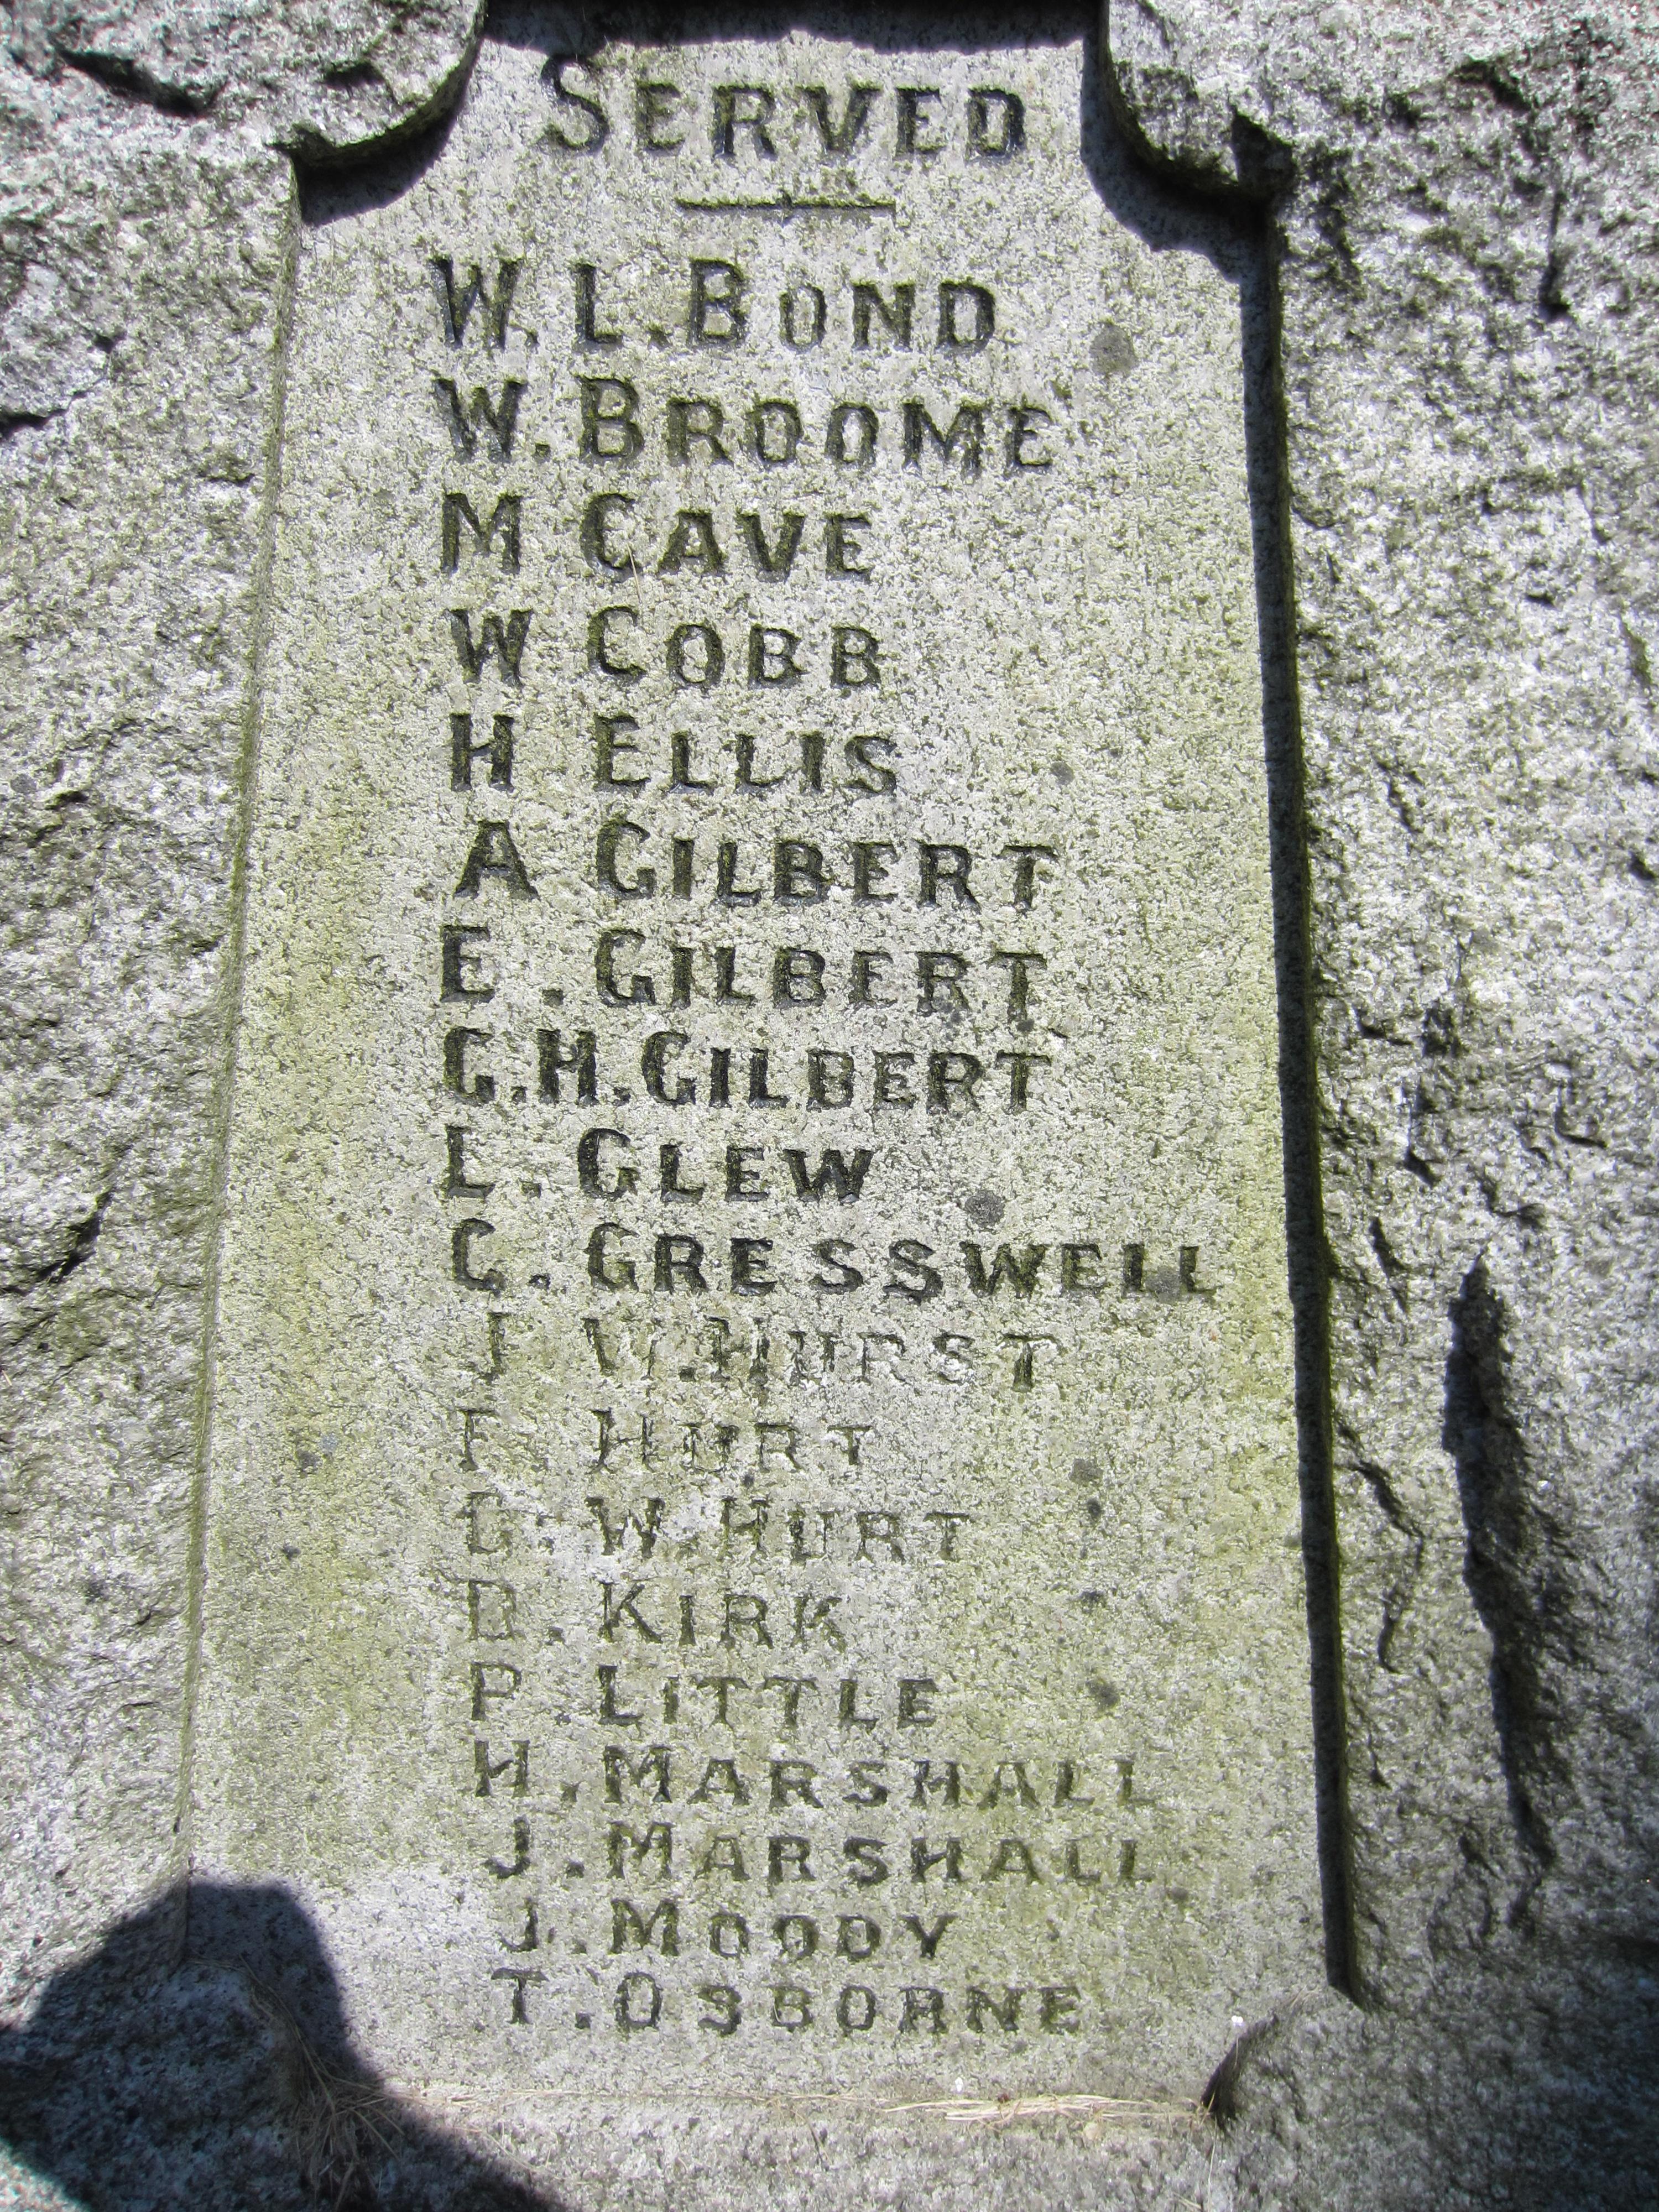 SERVED
W. L. BOND
W. BROOME
M CAVE
W COBB
H ELLIS
A GILBERT
E. GILBERT
G.H. GILBERT
L. GLEW
C. GRESSWELL
J W. HURST
F. HURT
G. W. HURT
D. KIRK
P. LITTLE
H. MARSHALL
J. MARSHALL
J. MOODY
T. OSBORNE